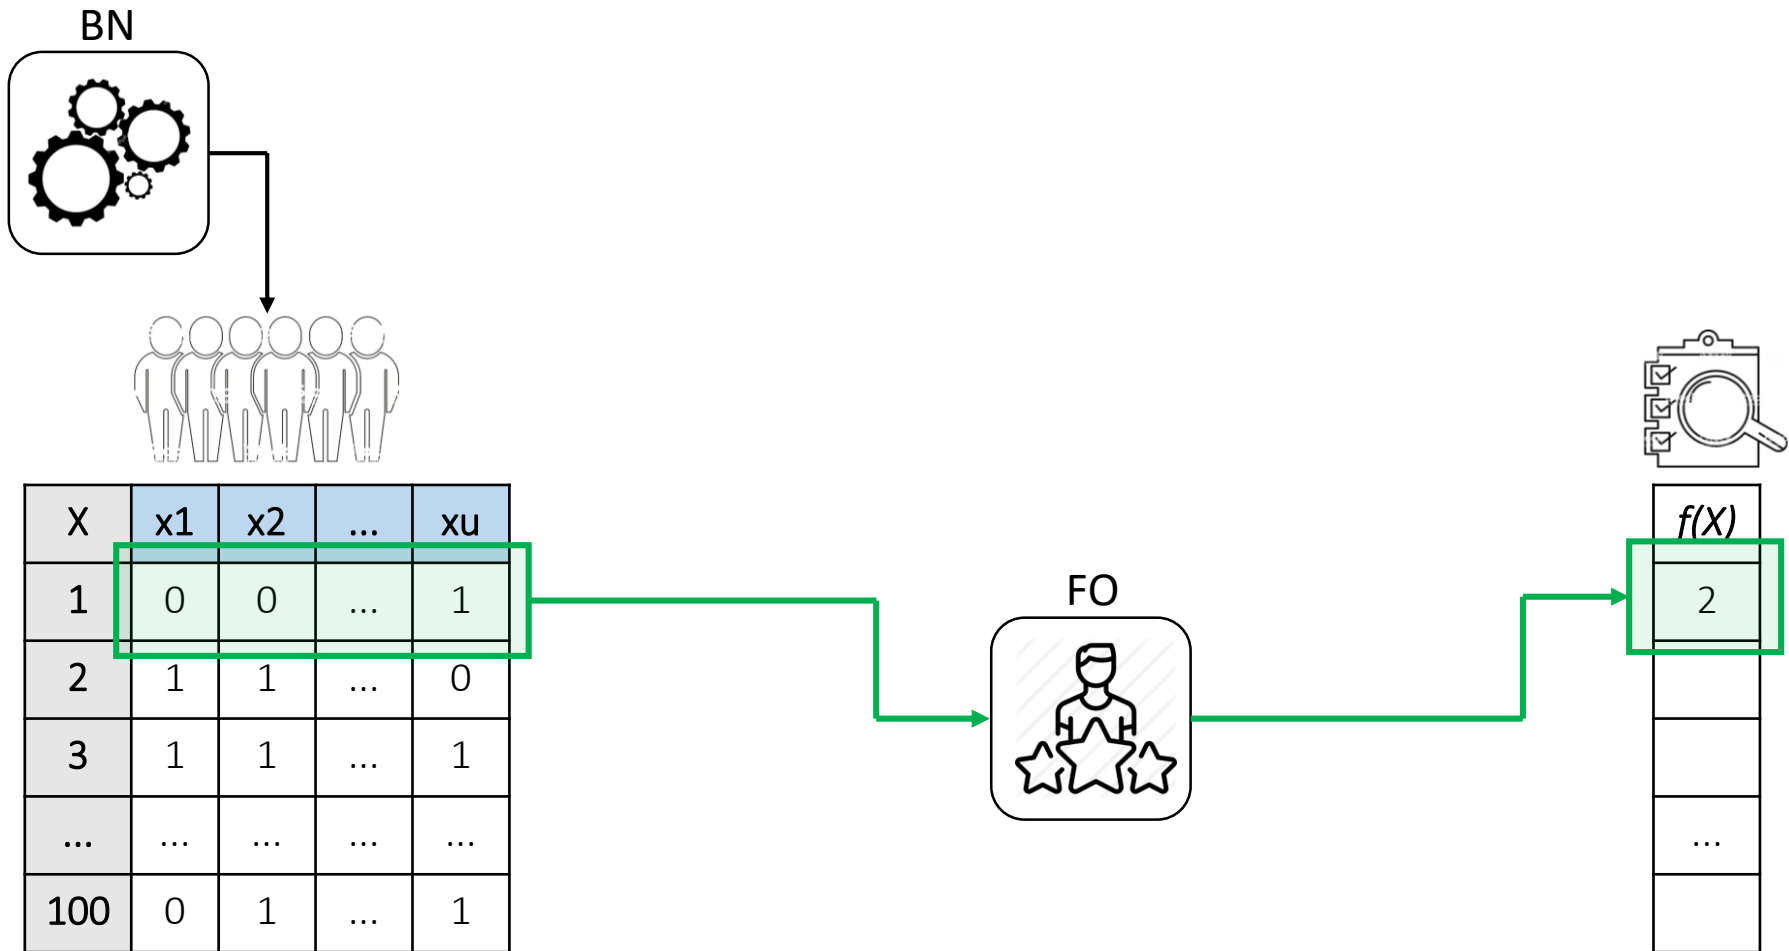 BN
X x1 x2 ... xu
f(X)
1 0 0 ... 1
2
FO
2 1 1 ... 0
3 1 1 ... 1
... ... ... ... ...
...
100 0 1 ... 1